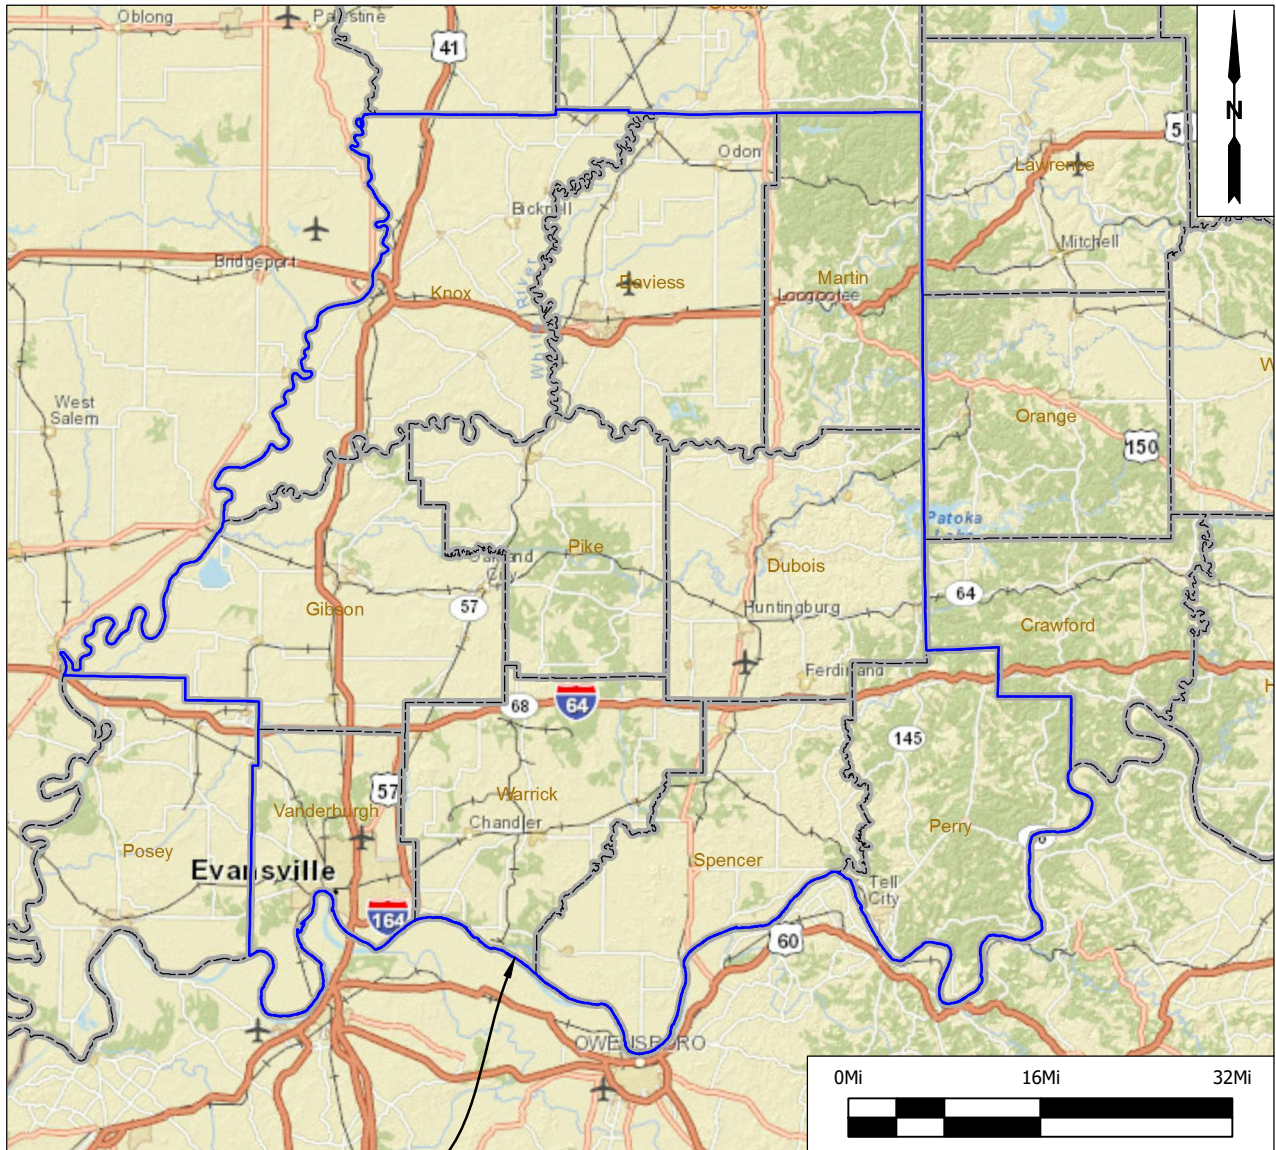 Oblong
Palestine
41
N
Odon
Lawrence
Bicknell
Mitchell
Bridgeport
Knox
Daviess
Martin
Loogootee
White River
West
Salem
Orange
150
Patoka
Pike
Oakland
City
Dubois
64
57
Huntingburg
Gibson
Crawford
Ferdinand
68
64
145
57
Warrick
Vanderburgh
Chandler
Perry
Posey
Spencer
Evansville
Tell
City
164
60
OWENSBORO
0Mi
16Mi
32Mi